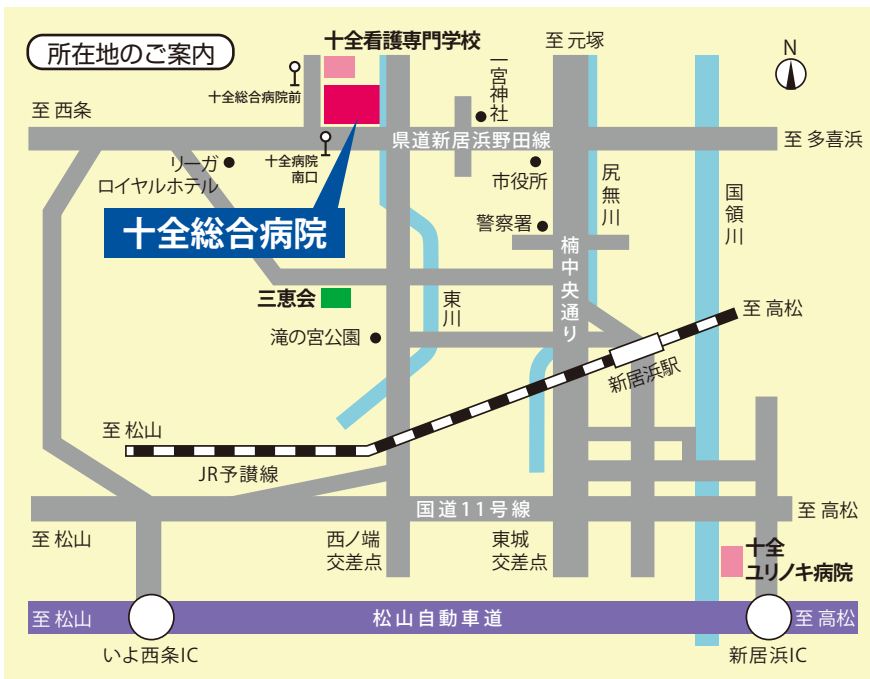 所在地のご案内
十全看護専門学校
至 元塚
N
十全総合病院前
一宮神社
至 西条
県道新居浜野田線
至 多喜浜
リーガ
ロイヤルホテル
十全病院
南口
市役所
尻無川
国領川
十全総合病院
警察署
楠中央通り
三恵会
東川
至 高松
滝の宮公園
新居浜駅
至 松山
JR予讃線
国道11号線
至 高松
至 松山
西ノ端
交差点
東城
交差点
十全
ユリノキ病院
至 松山
松山自動車道
至 高松
いよ西条IC
新居浜IC